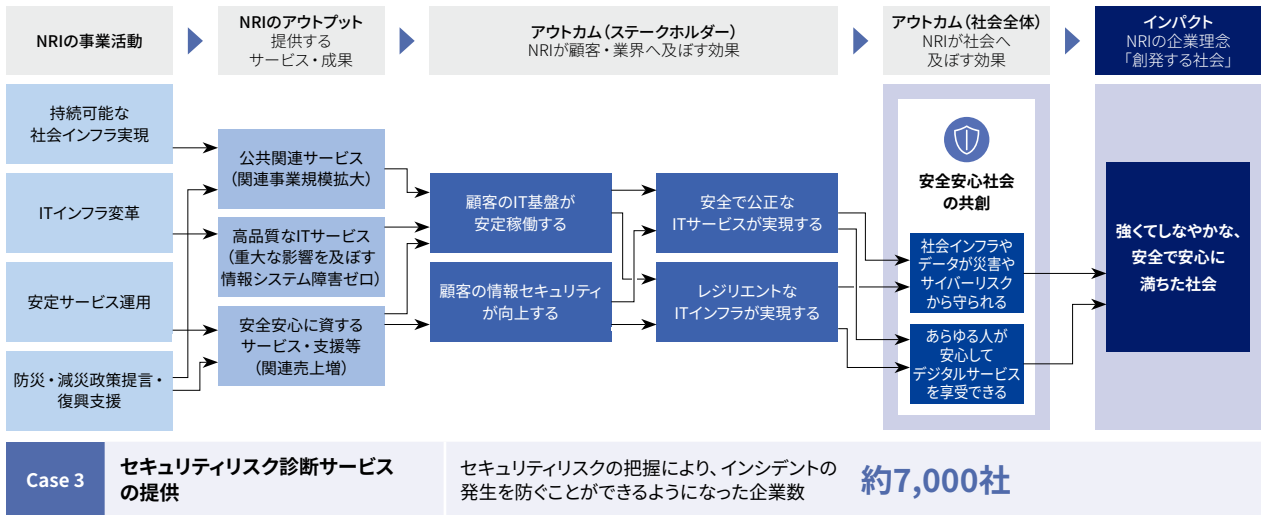 NRIの事業活動
NRIのアウトプット
提供する
サービス・成果
アウトカム（ステークホルダー）
NRIが顧客・業界へ及ぼす効果
アウトカム（社会全体）
NRIが社会へ
及ぼす効果
インパクト
NRIの企業理念
「創発する社会」
持続可能な
社会インフラ実現
ITインフラ変革
安定サービス運用
防災・減災政策提言・
復興支援
公共関連サービス
（関連事業規模拡大）
高品質なITサービス
（重大な影響を及ぼす
情報システム障害ゼロ）
安全安心に資する
サービス・支援等
（関連売上増）
顧客のIT基盤が
安定稼働する
顧客の情報セキュリティ
が向上する
安全で公正な
ITサービスが実現する
レジリエントな
ITインフラが実現する
安全安心社会
の共創
社会インフラや
データが災害や
サイバーリスク
から守られる
あらゆる人が
安心して
デジタルサービス
を享受できる
強くてしなやかな、
安全で安心に
満ちた社会
Case 3
セキュリティリスク診断サービス
の提供
セキュリティリスクの把握により、インシデントの
発生を防ぐことができるようになった企業数
約7,000社